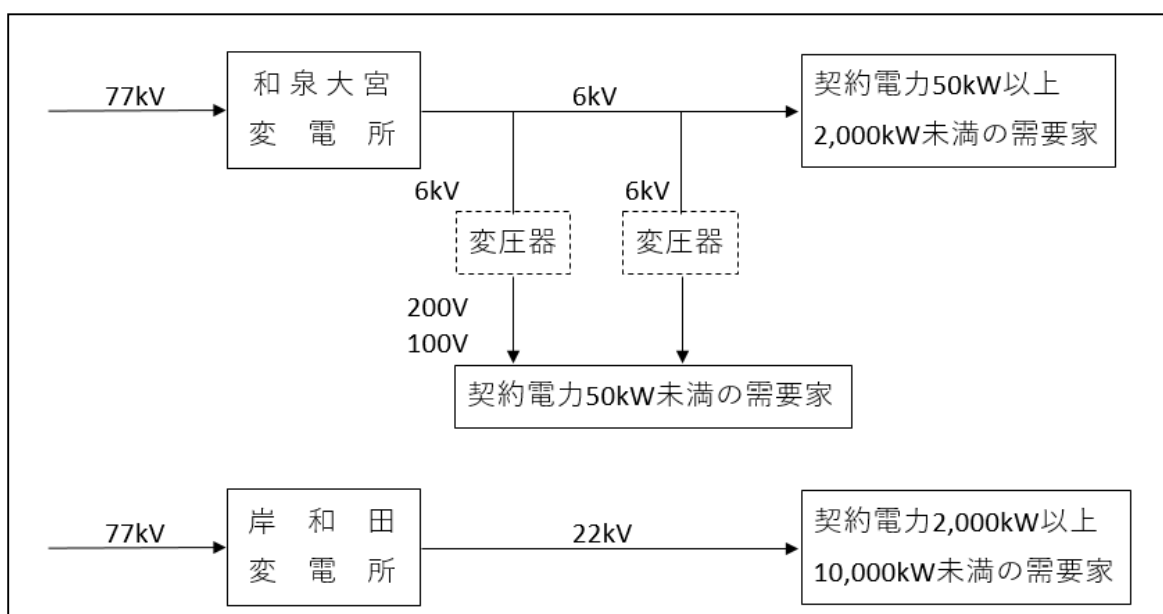 77kV
和泉大宮
変電所
6kV
契約電力50kW以上
2,000kW未満の需要家
6kV
6kV
変圧器
変圧器
200V
100V
契約電力50kW未満の需要家
77kV
岸和田
変電所
22kV
契約電力2,000kW以上
10,000kW未満の需要家